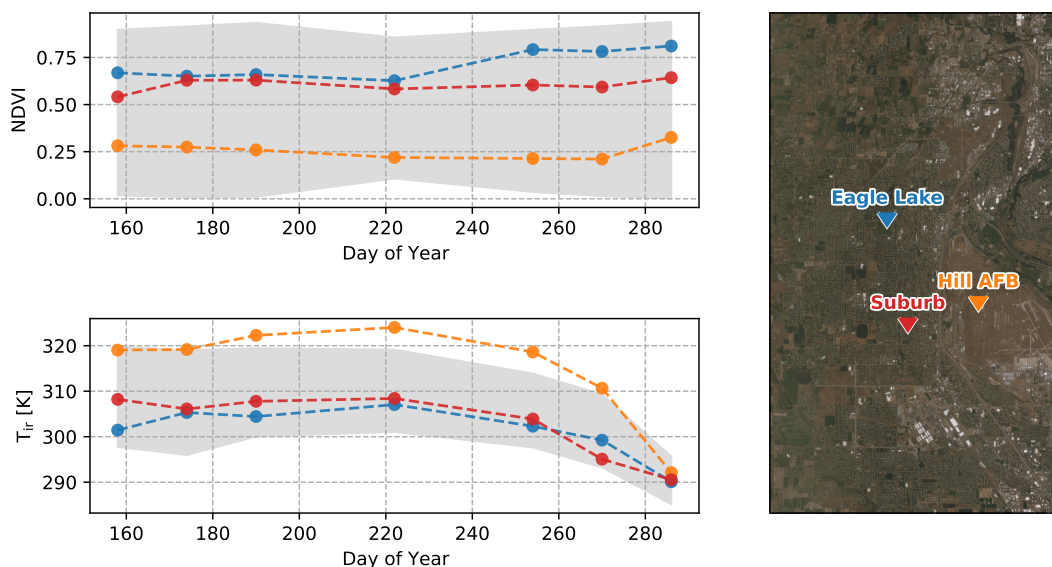 0.75
0.50
0.25
0.00
NDVI
160 180 200 220 240 260 280
Day of Year
320
310
300
290
T_ir [K]
160 180 200 220 240 260 280
Day of Year
Eagle Lake
Hill AFB
Suburb